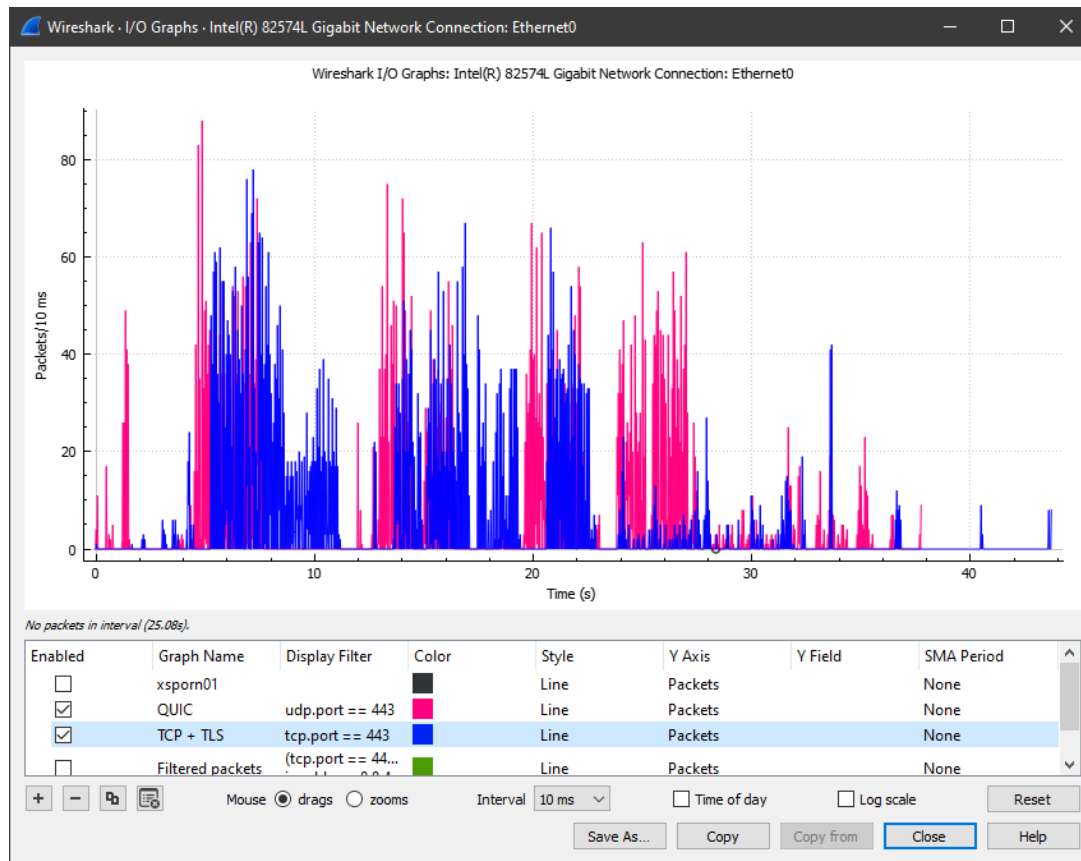 Wireshark · I/O Graphs · Intel(R) 82574L Gigabit Network Connection: Ethernet0
Wireshark I/O Graphs: Intel(R) 82574L Gigabit Network Connection: Ethernet0
80
60
40
20
0
Packets/10 ms
0 10 20 30 40
Time (s)
No packets in interval (25.08s).
Enabled Graph Name Display Filter Color Style Y Axis Y Field SMA Period
xsporn01 Line Packets None
QUIC udp.port == 443 Line Packets None
TCP + TLS tcp.port == 443 Line Packets None
Filtered packets (tcp.port == 44... Line Packets None
Mouse drags zooms Interval 10 ms Time of day Log scale Reset
Save As... Copy Copy from Close Help